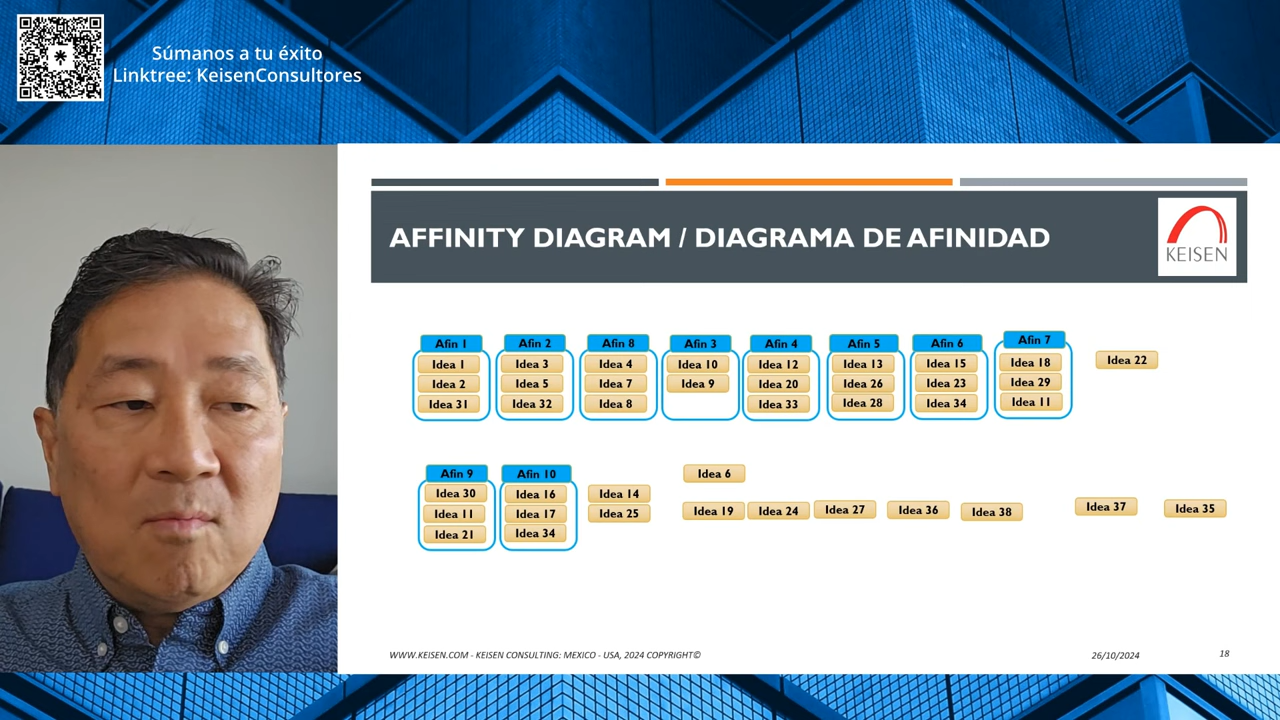 Súmanos a tu éxito
Linktree: KeisenConsultores
AFFINITY DIAGRAM / DIAGRAMA DE AFINIDAD
KEISEN
Afin 1 Afin 2 Afin 8 Afin 3 Afin 4 Afin 5 Afin 6 Afin 7
Idea 1 Idea 3 Idea 4 Idea 10 Idea 12 Idea 13 Idea 15 Idea 18 Idea 22
Idea 2 Idea 5 Idea 7 Idea 9 Idea 20 Idea 26 Idea 23 Idea 29
Idea 31 Idea 32 Idea 8 Idea 33 Idea 28 Idea 34 Idea 11
Afin 9 Afin 10 Idea 6
Idea 30 Idea 16 Idea 14
Idea 11 Idea 17 Idea 25 Idea 19 Idea 24 Idea 27 Idea 36 Idea 38 Idea 37 Idea 35
Idea 21 Idea 34
WWW.KEISEN.COM - KEISEN CONSULTING: MEXICO - USA, 2024 COPYRIGHT© 26/10/2024 18